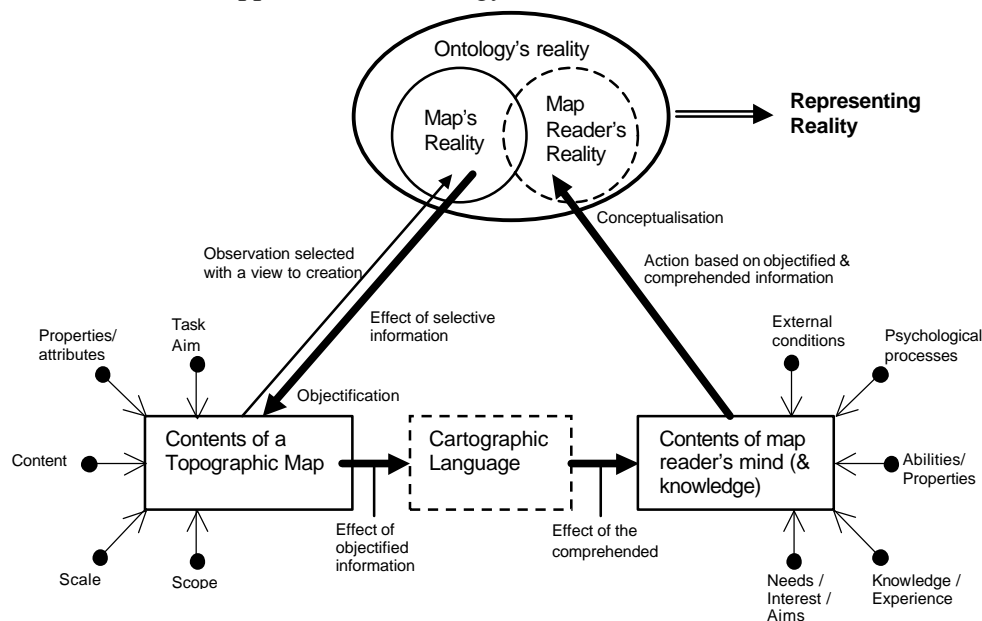 Ontology's reality
Map's
Reality
Map
Reader's
Reality
Representing
Reality
Conceptualisation
Observation selected
with a view to creation
Action based on objectified &
comprehended information
Effect of selective
information
Objectification
Properties/
attributes
Task
Aim
External
conditions
Psychological
processes
Content
Contents of a
Topographic Map
Cartographic
Language
Contents of map
reader's mind (&
knowledge)
Abilities/
Properties
Effect of
objectified
information
Effect of the
comprehended
Scale
Scope
Needs /
Interest /
Aims
Knowledge /
Experience